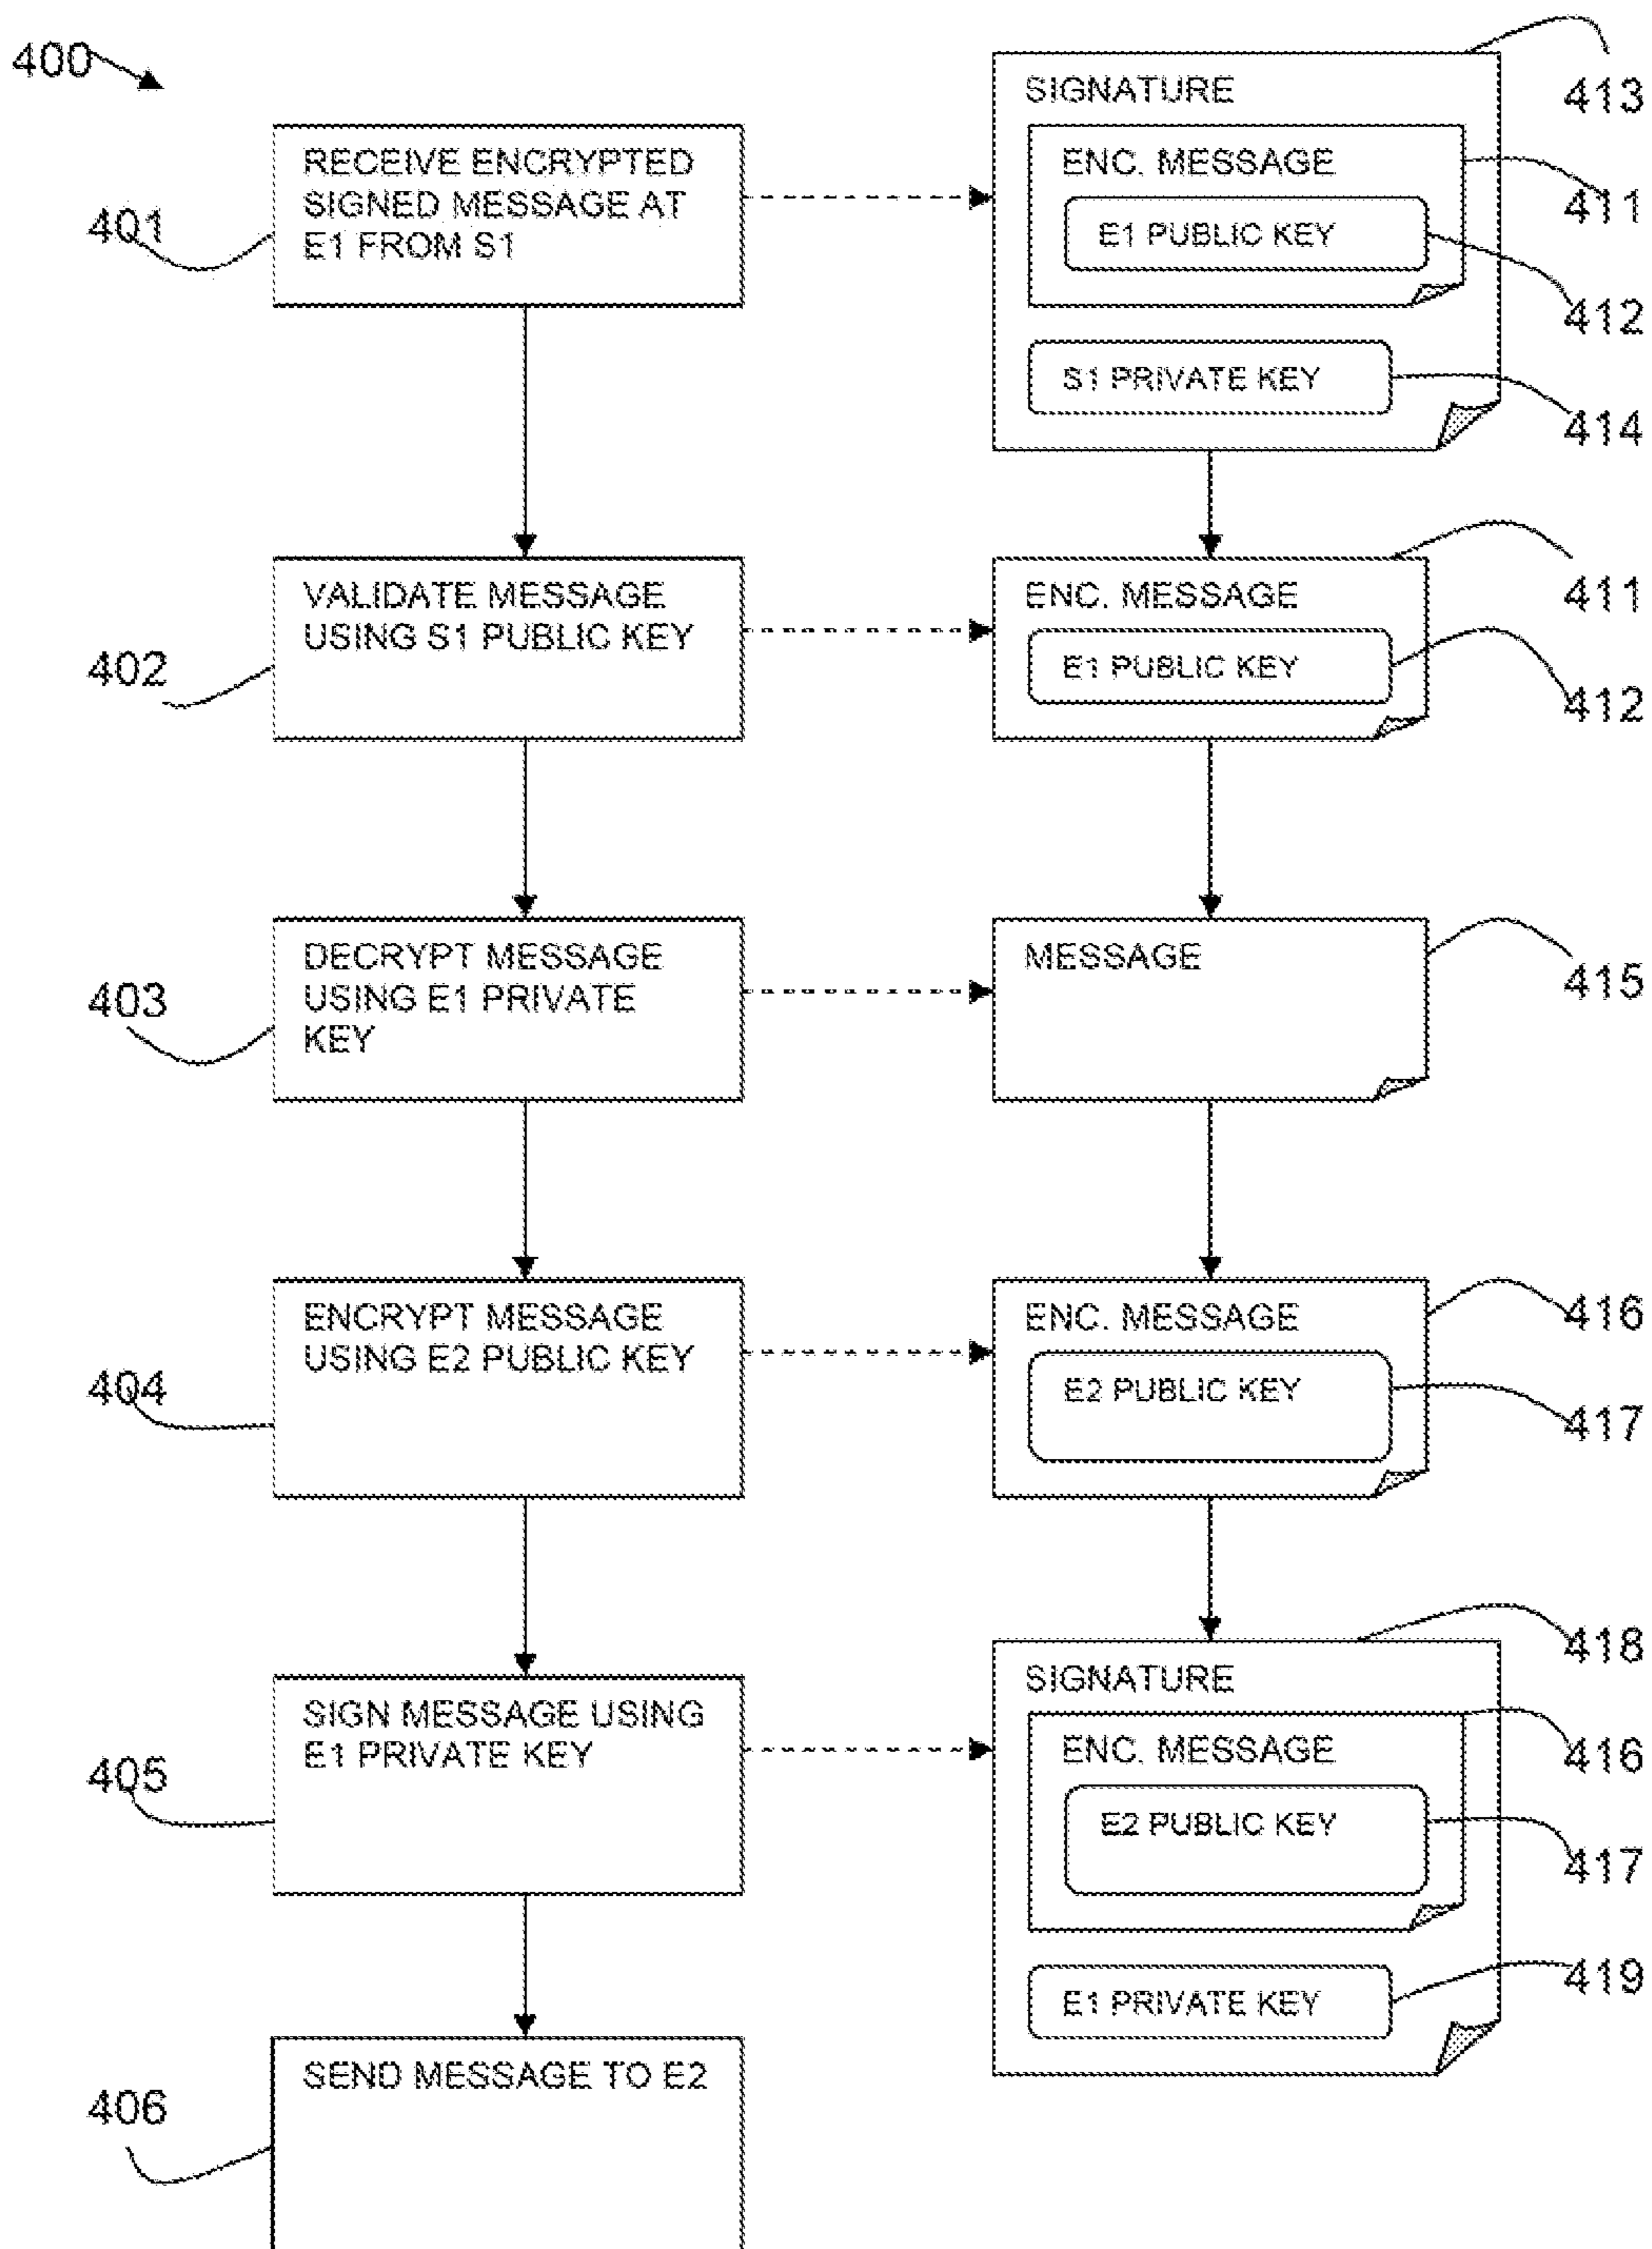 400
RECEIVE ENCRYPTED
SIGNED MESSAGE AT
E1 FROM S1
401
SIGNATURE
413
ENC. MESSAGE
411
E1 PUBLIC KEY
412
S1 PRIVATE KEY
414
VALIDATE MESSAGE
USING S1 PUBLIC KEY
402
ENC. MESSAGE
411
E1 PUBLIC KEY
412
DECRYPT MESSAGE
USING E1 PRIVATE
KEY
403
MESSAGE
415
ENCRYPT MESSAGE
USING E2 PUBLIC KEY
404
ENC. MESSAGE
416
E2 PUBLIC KEY
417
SIGN MESSAGE USING
E1 PRIVATE KEY
405
SIGNATURE
418
ENC. MESSAGE
416
E2 PUBLIC KEY
417
E1 PRIVATE KEY
419
SEND MESSAGE TO E2
406